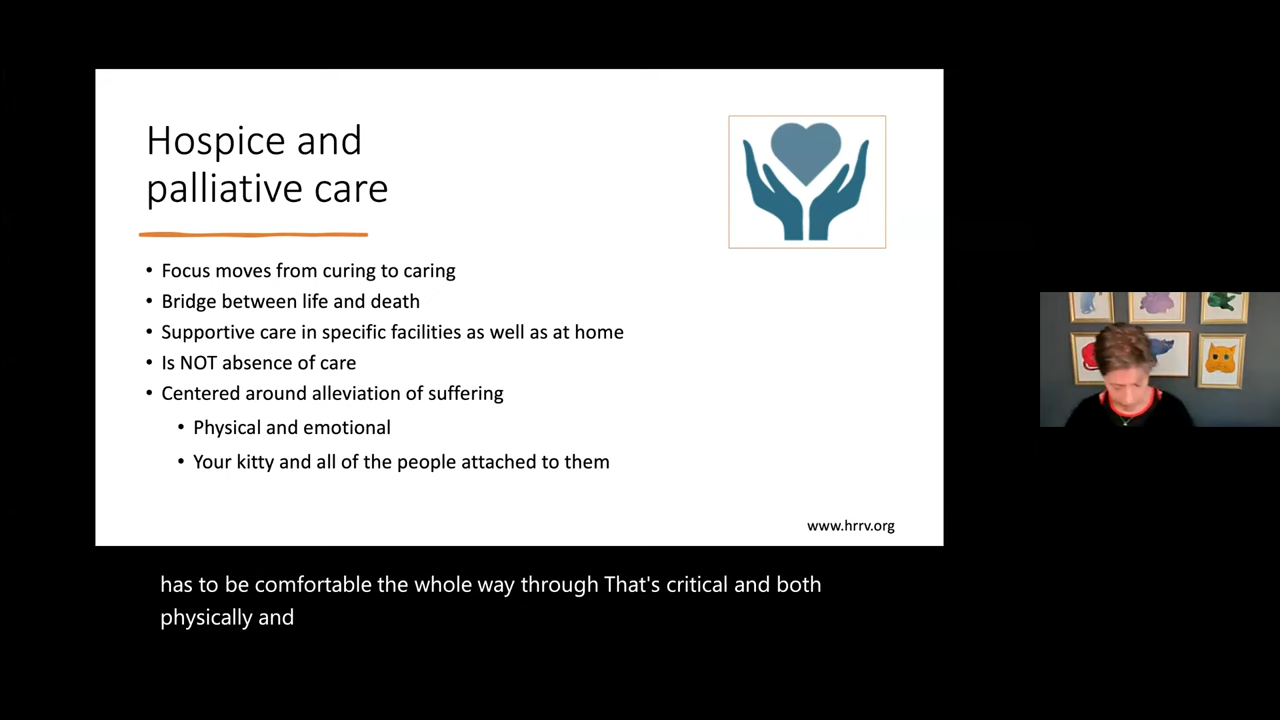 Hospice and
palliative care
• Focus moves from curing to caring
• Bridge between life and death
• Supportive care in specific facilities as well as at home
• Is NOT absence of care
• Centered around alleviation of suffering
• Physical and emotional
• Your kitty and all of the people attached to them
www.hrrv.org
has to be comfortable the whole way through That's critical and both
physically and